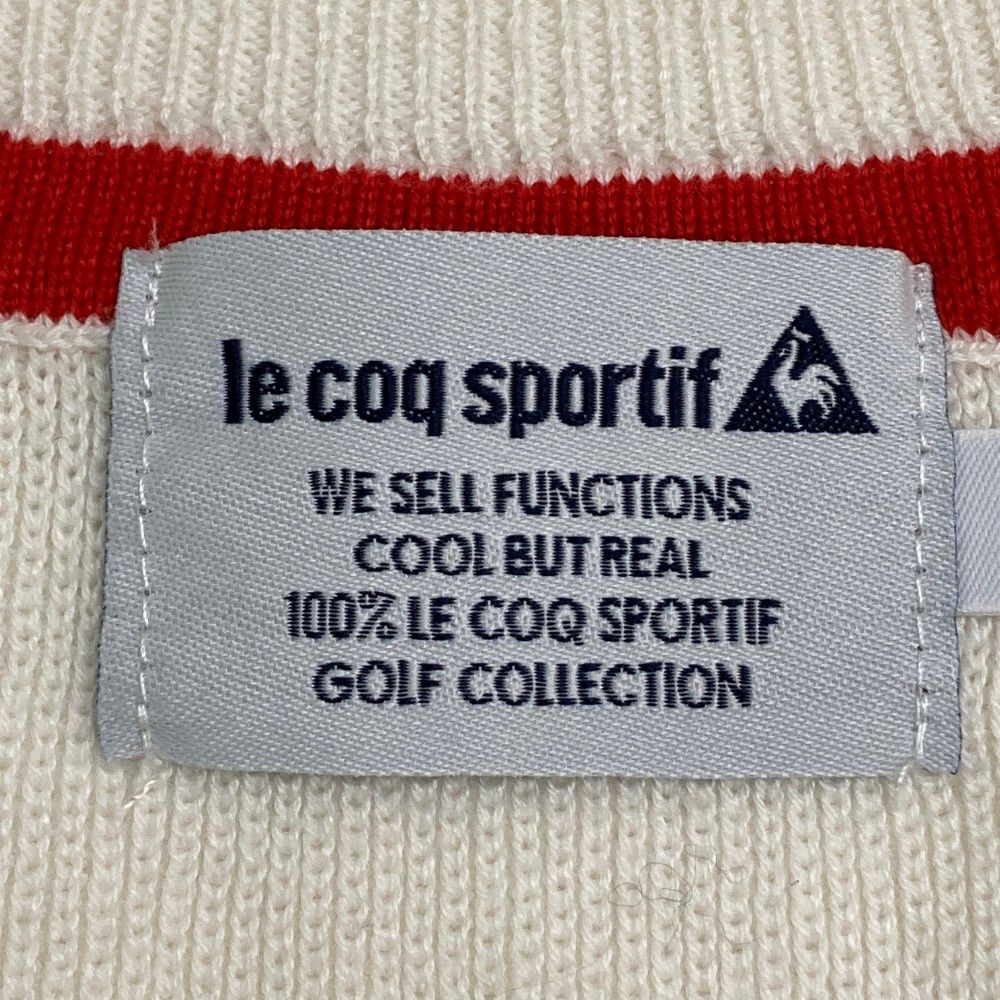 le coq sportif
WE SELL FUNCTIONS
COOL BUT REAL
100% LE COQ SPORTIF
GOLF COLLECTION